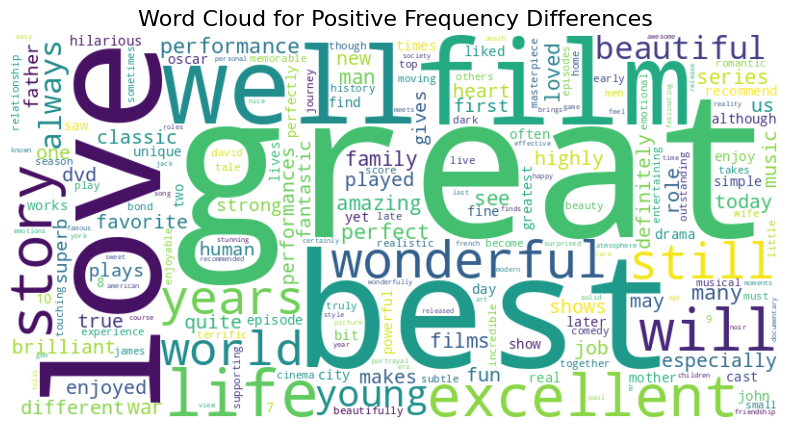 Word Cloud for Positive Frequency Differences
easy
hilarious
performance
oscar
though
memorable
new
man
times
top
society
liked
death
others
episodes
loved
masterpiece
home
beautiful
awesome
game
early
men
romantic
series
recommend
relationship
father
always
sometimes
well
film
personal
moving
history
find
perfectly
journey
nice
meets
gives
heart
first
dark
brings
feel
fascinating
release
reality
us
although
love
saw
one
classic
unique
season
dvd
play
known
jack
roles
david
tale
lives
great
performances
fantastic
family
played
score
live
effective
often
highly
greatest
definitely
emotional
entertaining
role
outstanding
time
enjoy
takes
simple
music
story
works
superb
bond
two
song
favorite
strong
amazing
yet
late
last
see
fine
happy
finds
beauty
wife
drama
today
little
emotions
famous
york
plays
sweet
8
10
touching
true
american
course
experience
enjoyable
human
stunning
recommended
certainly
perfect
realistic
french
become
surprised
atmosphere
rare
wonderful
modern
still
musical
moments
must
years
wonderfully
day
art
truly
style
picture
year
released
powerful
incredible
shows
later
comedy
solid
may
age
many
9
noir
documentary
best
will
brilliant
pm
james
quite
episode
terrific
bit
films
show
portrayal
era
job
together
especially
world
supporting
cinema
city
makes
subtle
fun
real
mother
children
cast
felix
enjoyed
life
young
excellent
paul
john
small
different
war
7
view
beautifully
friendship